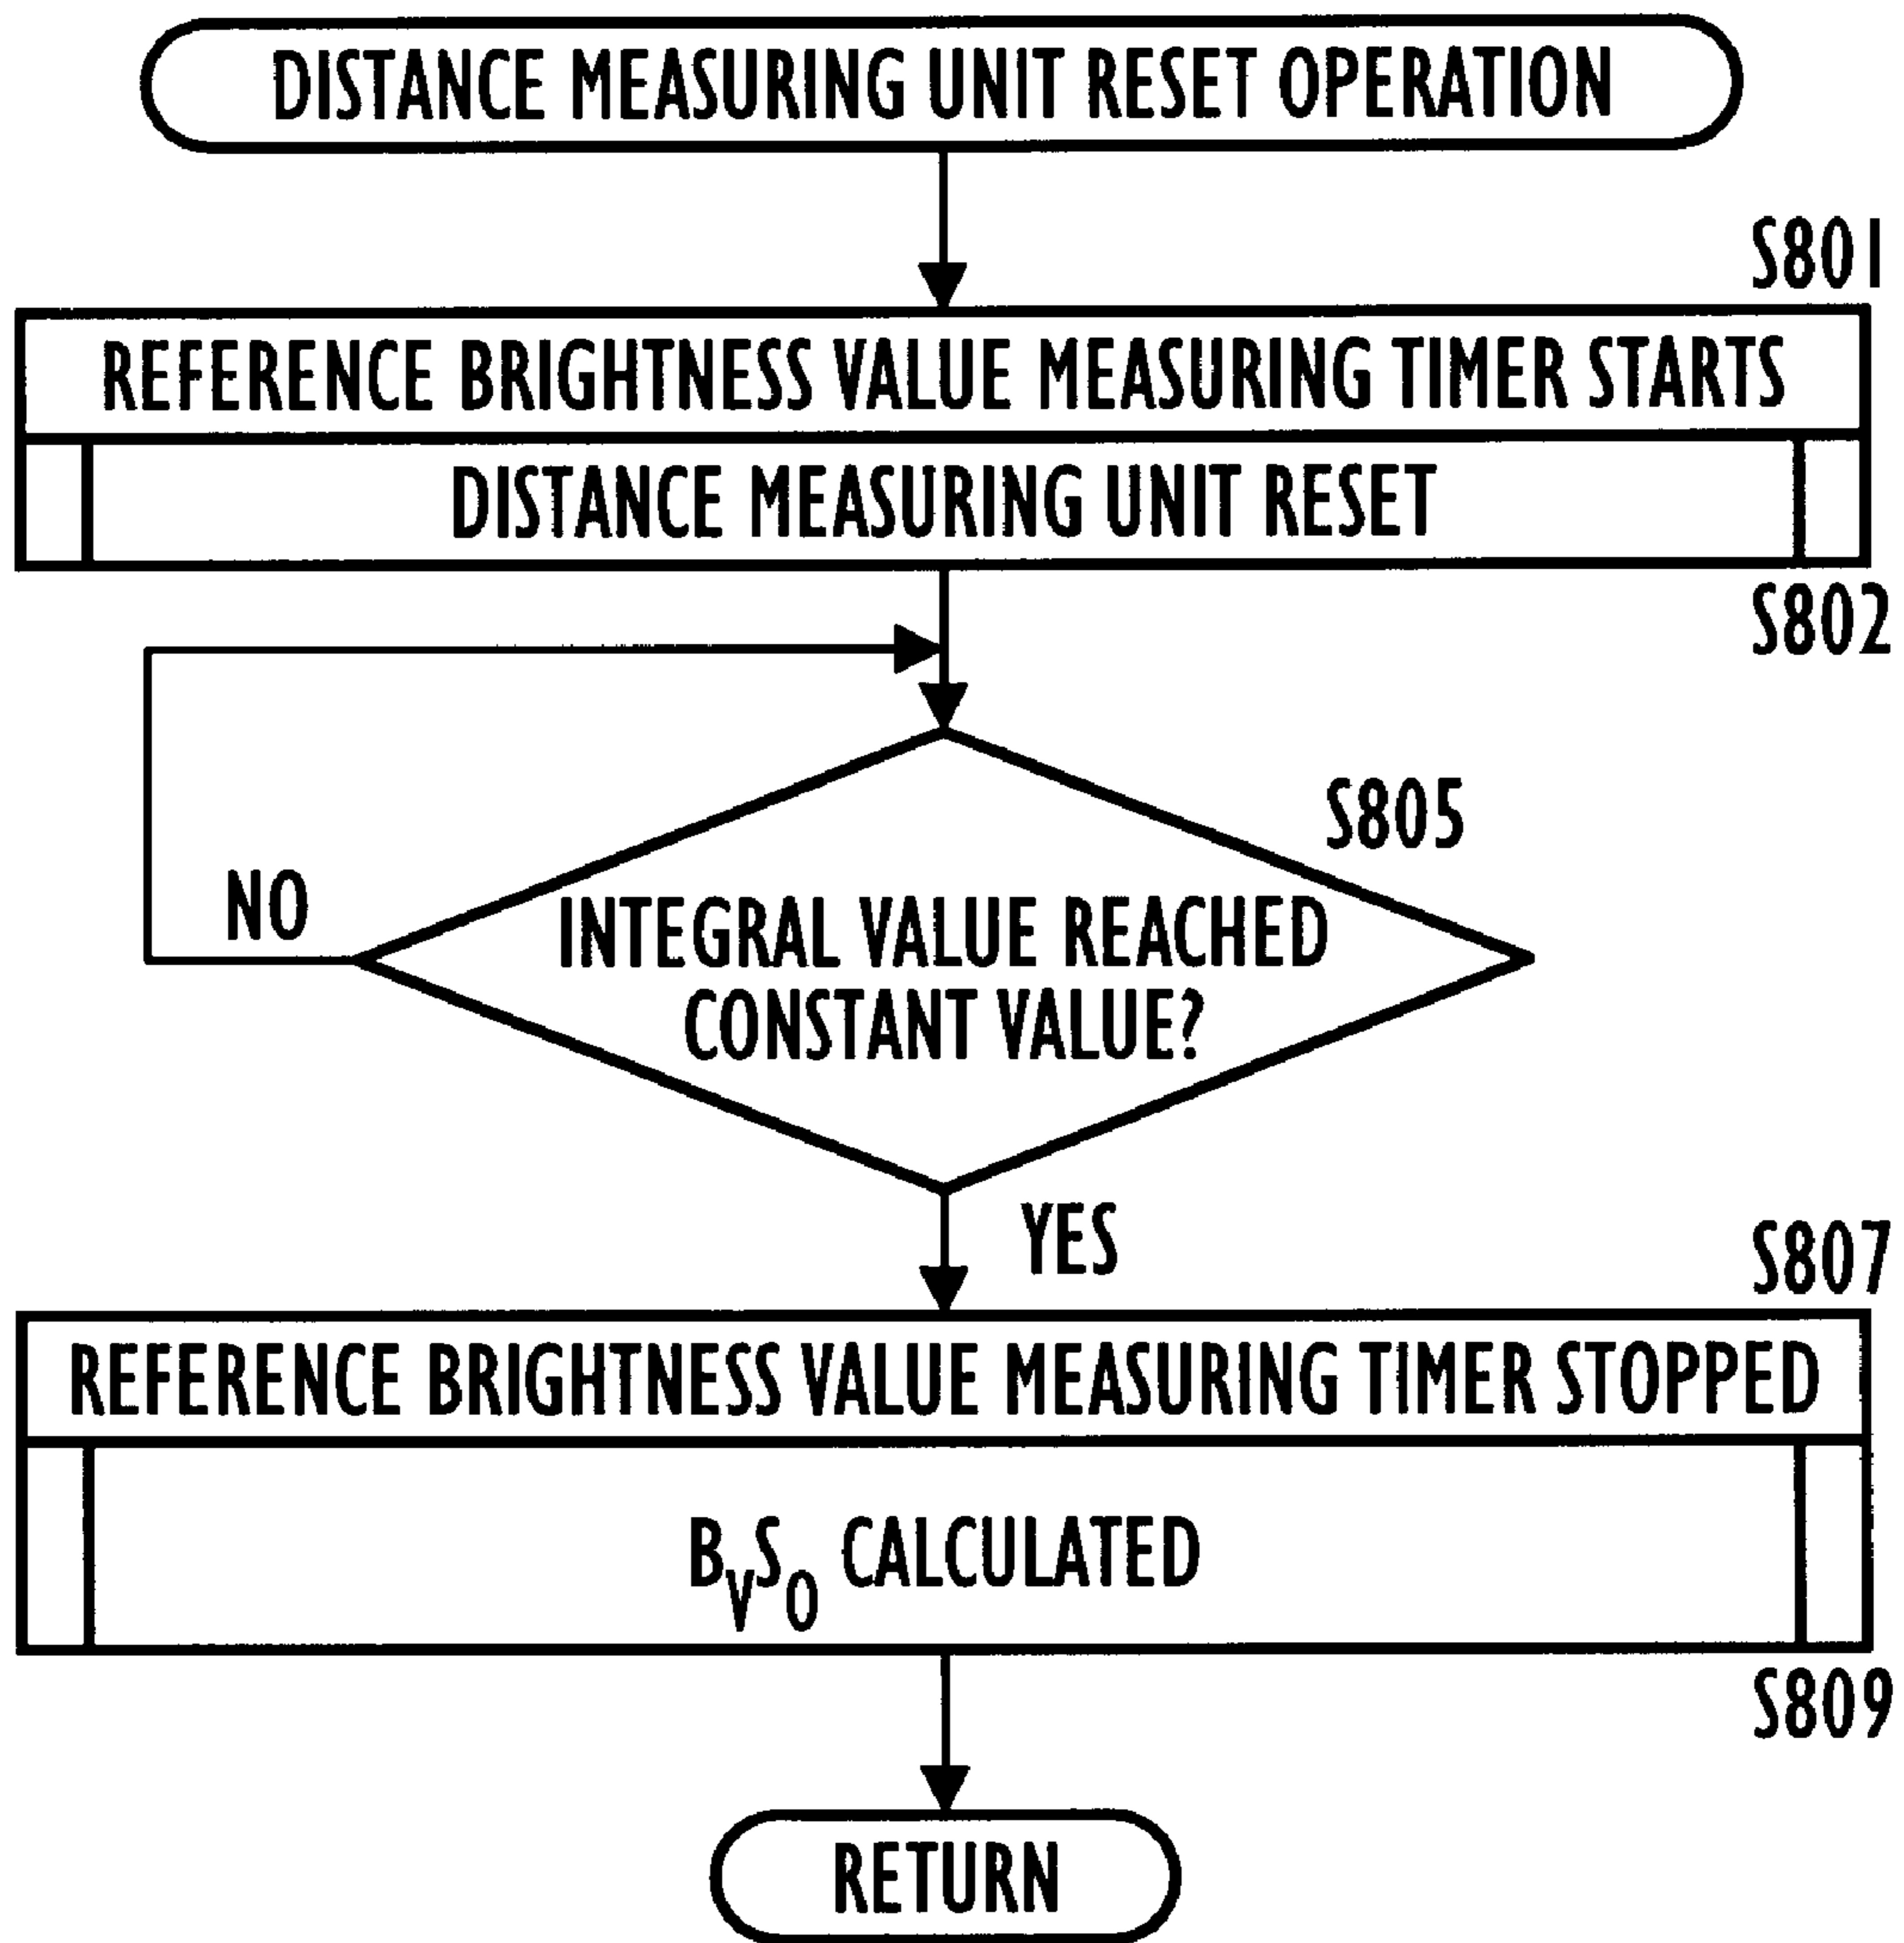 DISTANCE MEASURING UNIT RESET OPERATION
S801
REFERENCE BRIGHTNESS VALUE MEASURING TIMER STARTS
DISTANCE MEASURING UNIT RESET
S802
S805
NO
INTEGRAL VALUE REACHED
CONSTANT VALUE?
YES
S807
REFERENCE BRIGHTNESS VALUE MEASURING TIMER STOPPED
BVS0 CALCULATED
S809
RETURN